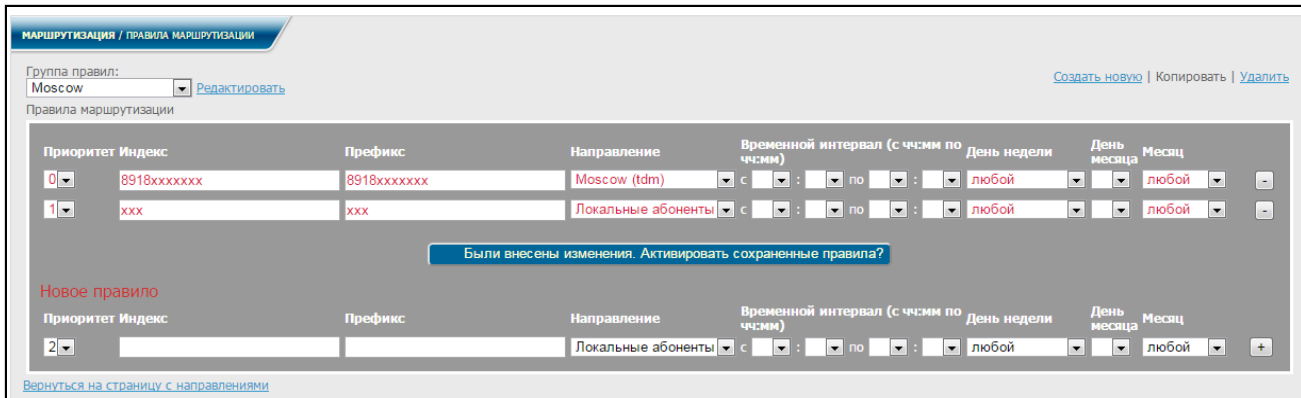 МАРШРУТИЗАЦИЯ / ПРАВИЛА МАРШРУТИЗАЦИИ
Группа правил:
Moscow Редактировать Создать новую | Копировать | Удалить
Правила маршрутизации
Приоритет Индекс Префикс Направление Временной интервал (с чч:мм по чч:мм) День недели День месяца Месяц
0 8918xxxxxxx 8918xxxxxxx Moscow (tdm) с : по : любой любой -
1 xxx xxx Локальные абоненты с : по : любой любой -
Были внесены изменения. Активировать сохраненные правила?
Новое правило
Приоритет Индекс Префикс Направление Временной интервал (с чч:мм по чч:мм) День недели День месяца Месяц
2 Локальные абоненты с : по : любой любой +
Вернуться на страницу с направлениями